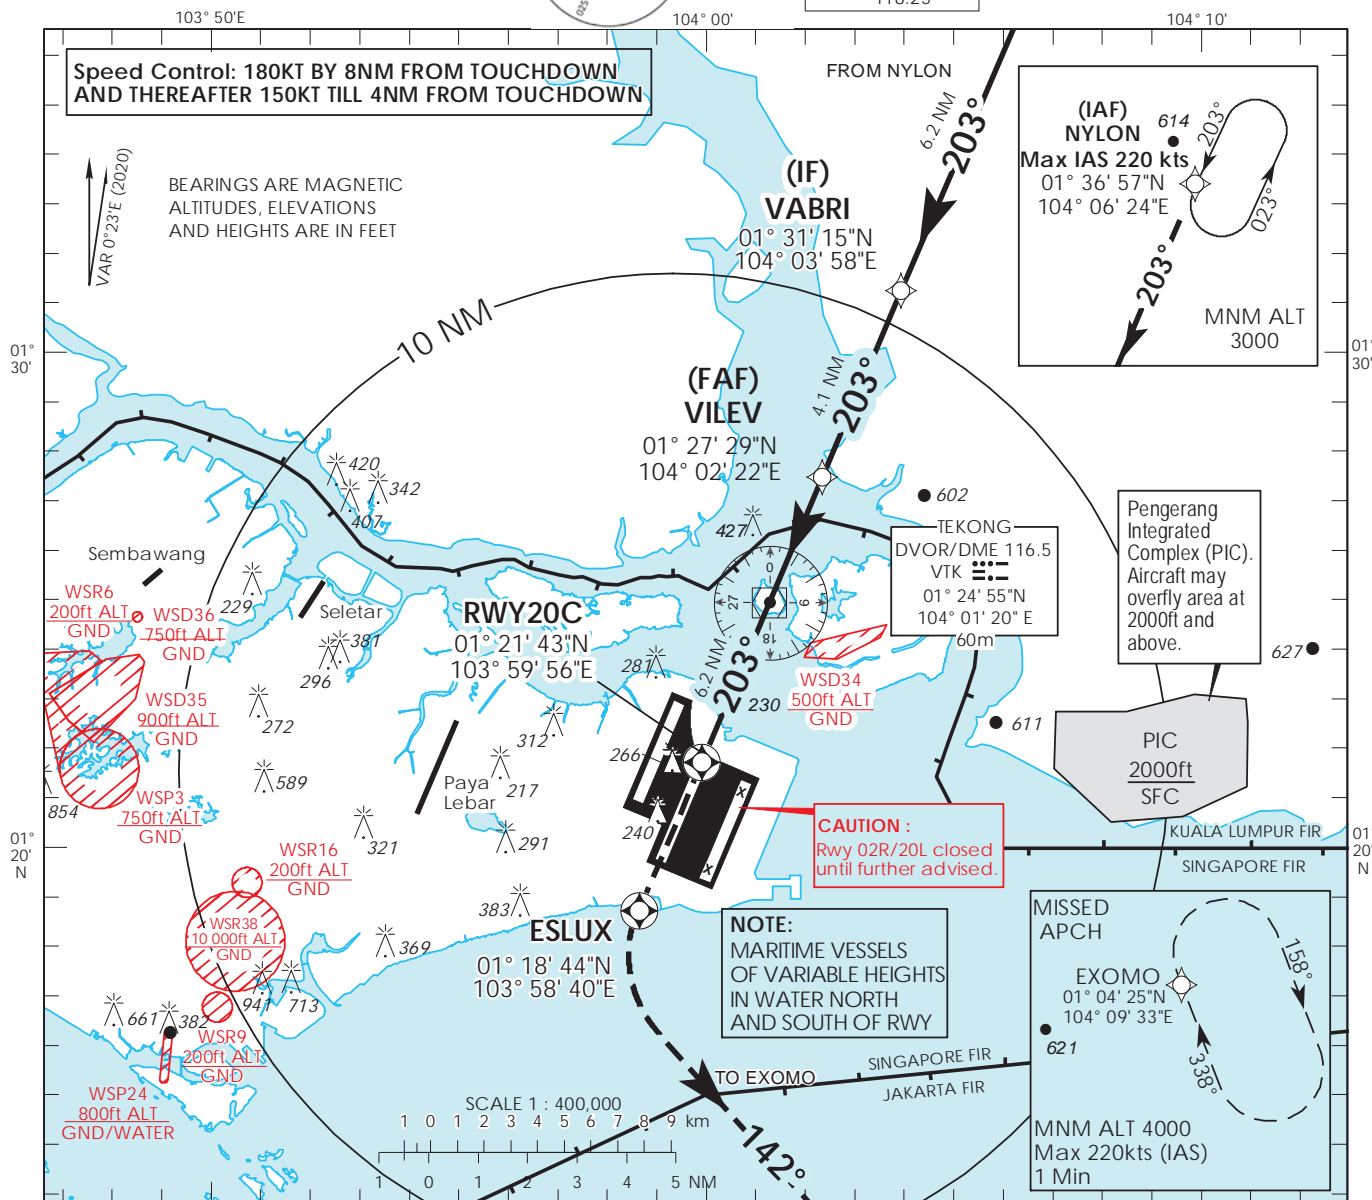 025
118.25
103° 50'E
104° 00'E
104° 10'E
Speed Control: 180KT BY 8NM FROM TOUCHDOWN
AND THEREAFTER 150KT TILL 4NM FROM TOUCHDOWN
VAR 0°23'E (2020)
BEARINGS ARE MAGNETIC
ALTITUDES, ELEVATIONS
AND HEIGHTS ARE IN FEET
FROM NYLON
6.2 NM
203°
(IAF)
NYLON
Max IAS 220 kts
01° 36' 57"N
104° 06' 24"E
614
203°
023°
203°
MNM ALT
3000
(IF)
VABRI
01° 31' 15"N
104° 03' 58"E
10 NM
01°
30'
01°
30'
4.1 NM
203°
(FAF)
VILEV
01° 27' 29"N
104° 02' 22"E
420
342
407
427
602
TEKONG
DVOR/DME 116.5
VTK
01° 24' 55"N
104° 01' 20" E
60m
0
9
18
27
Pengerang
Integrated
Complex (PIC).
Aircraft may
overfly area at
2000ft and
above.
627
Sembawang
WSR6
200ft ALT
GND
WSD36
750ft ALT
GND
229
Seletar
RWY20C
01° 21' 43"N
103° 59' 56"E
381
296
281
6.2 NM
203°
230
WSD34
500ft ALT
GND
611
WSD35
900ft ALT
GND
272
312
266
PIC
2000ft
SFC
854
WSP3
750ft ALT
GND
589
Paya
Lebar
217
240
x
x
321
291
CAUTION :
Rwy 02R/20L closed
until further advised.
KUALA LUMPUR FIR
SINGAPORE FIR
01°
20'
N
01°
20'
N
WSR16
200ft ALT
GND
383
WSR38
10 000ft ALT
GND
369
ESLUX
01° 18' 44"N
103° 58' 40"E
NOTE:
MARITIME VESSELS
OF VARIABLE HEIGHTS
IN WATER NORTH
AND SOUTH OF RWY
MISSED
APCH
EXOMO
01° 04' 25"N
104° 09' 33"E
158°
338°
621
MNM ALT 4000
Max 220kts (IAS)
1 Min
941
713
661
382
WSR9
200ft ALT
GND
WSP24
800ft ALT
GND/WATER
SINGAPORE FIR
JAKARTA FIR
TO EXOMO
142°
SCALE 1 : 400,000
1 0 1 2 3 4 5 6 7 8 9 km
1 0 1 2 3 4 5 NM